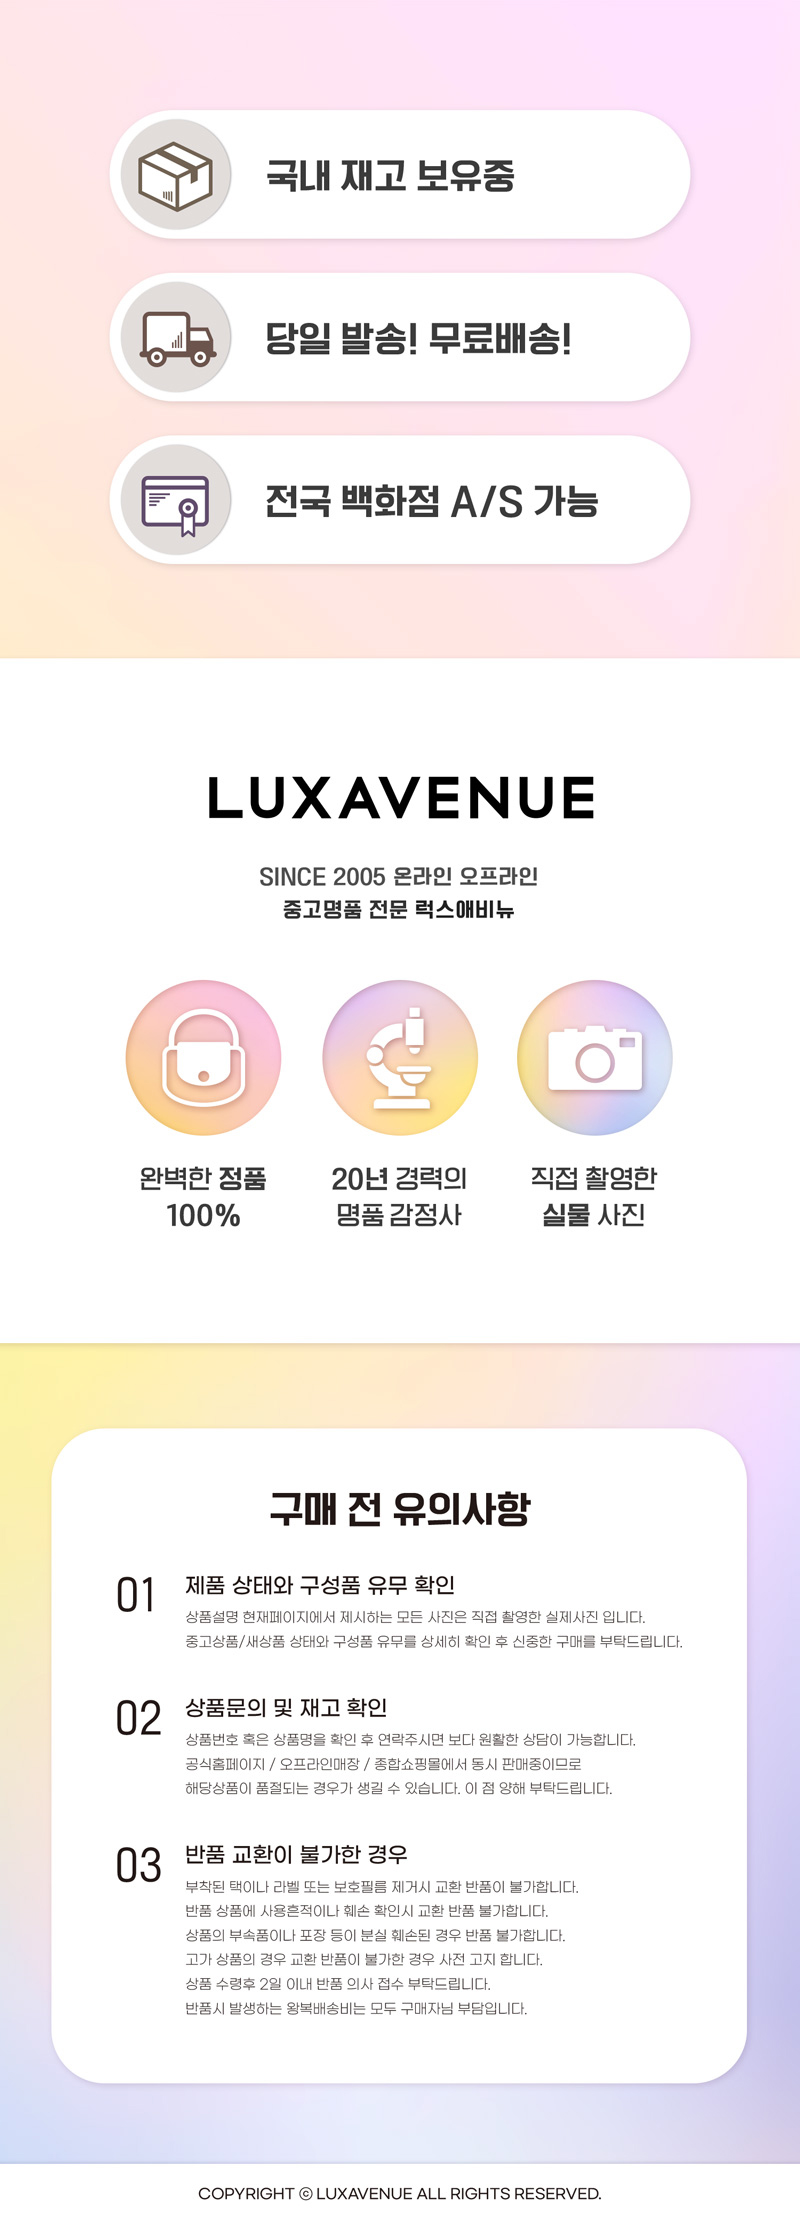 국내 재고 보유중
당일 발송! 무료배송!
전국 백화점 A/S 가능
LUXAVENUE
SINCE 2005 온라인 오프라인
중고명품 전문 럭스애비뉴
완벽한 정품
100%
20년 경력의
명품 감정사
직접 촬영한
실물 사진
구매 전 유의사항
01 제품 상태와 구성품 유무 확인
상품설명 현재페이지에서 제시하는 모든 사진은 직접 촬영한 실제사진 입니다.
중고상품/새상품 상태와 구성품 유무를 상세히 확인 후 신중한 구매를 부탁드립니다.
02 상품문의 및 재고 확인
상품번호 혹은 상품명을 확인 후 연락주시면 보다 원활한 상담이 가능합니다.
공식홈페이지 / 오프라인매장 / 종합쇼핑몰에서 동시 판매중이므로
해당상품이 품절되는 경우가 생길 수 있습니다. 이 점 양해 부탁드립니다.
03 반품 교환이 불가한 경우
부착된 택이나 라벨 또는 보호필름 제거시 교환 반품이 불가합니다.
반품 상품에 사용흔적이나 훼손 확인시 교환 반품 불가합니다.
상품의 부속품이나 포장 등이 분실 훼손된 경우 반품 불가합니다.
고가 상품의 경우 교환 반품이 불가한 경우 사전 고지 합니다.
상품 수령후 2일 이내 반품 의사 접수 부탁드립니다.
반품시 발생하는 왕복배송비는 모두 구매자님 부담입니다.
COPYRIGHT ⓒ LUXAVENUE ALL RIGHTS RESERVED.